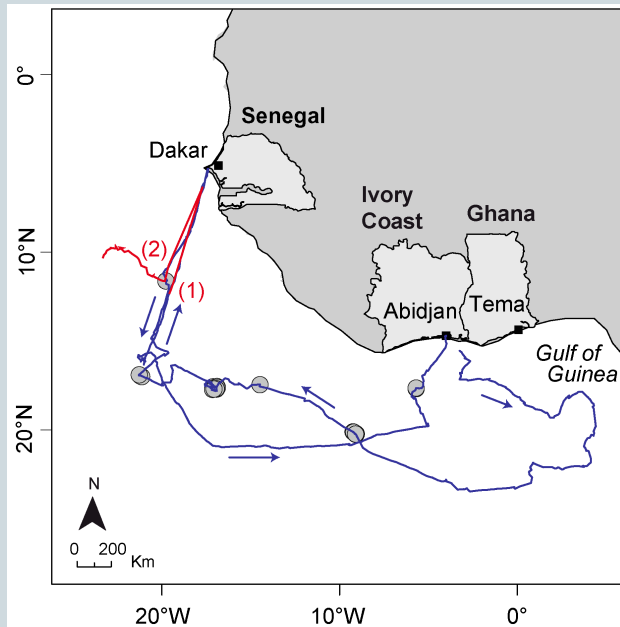 0°
Senegal
Dakar
Ivory
Coast
Ghana
(2)
10°N
(1)
Abidjan
Tema
Gulf of
Guinea
20°N
N
0 200
Km
20°W 10°W 0°